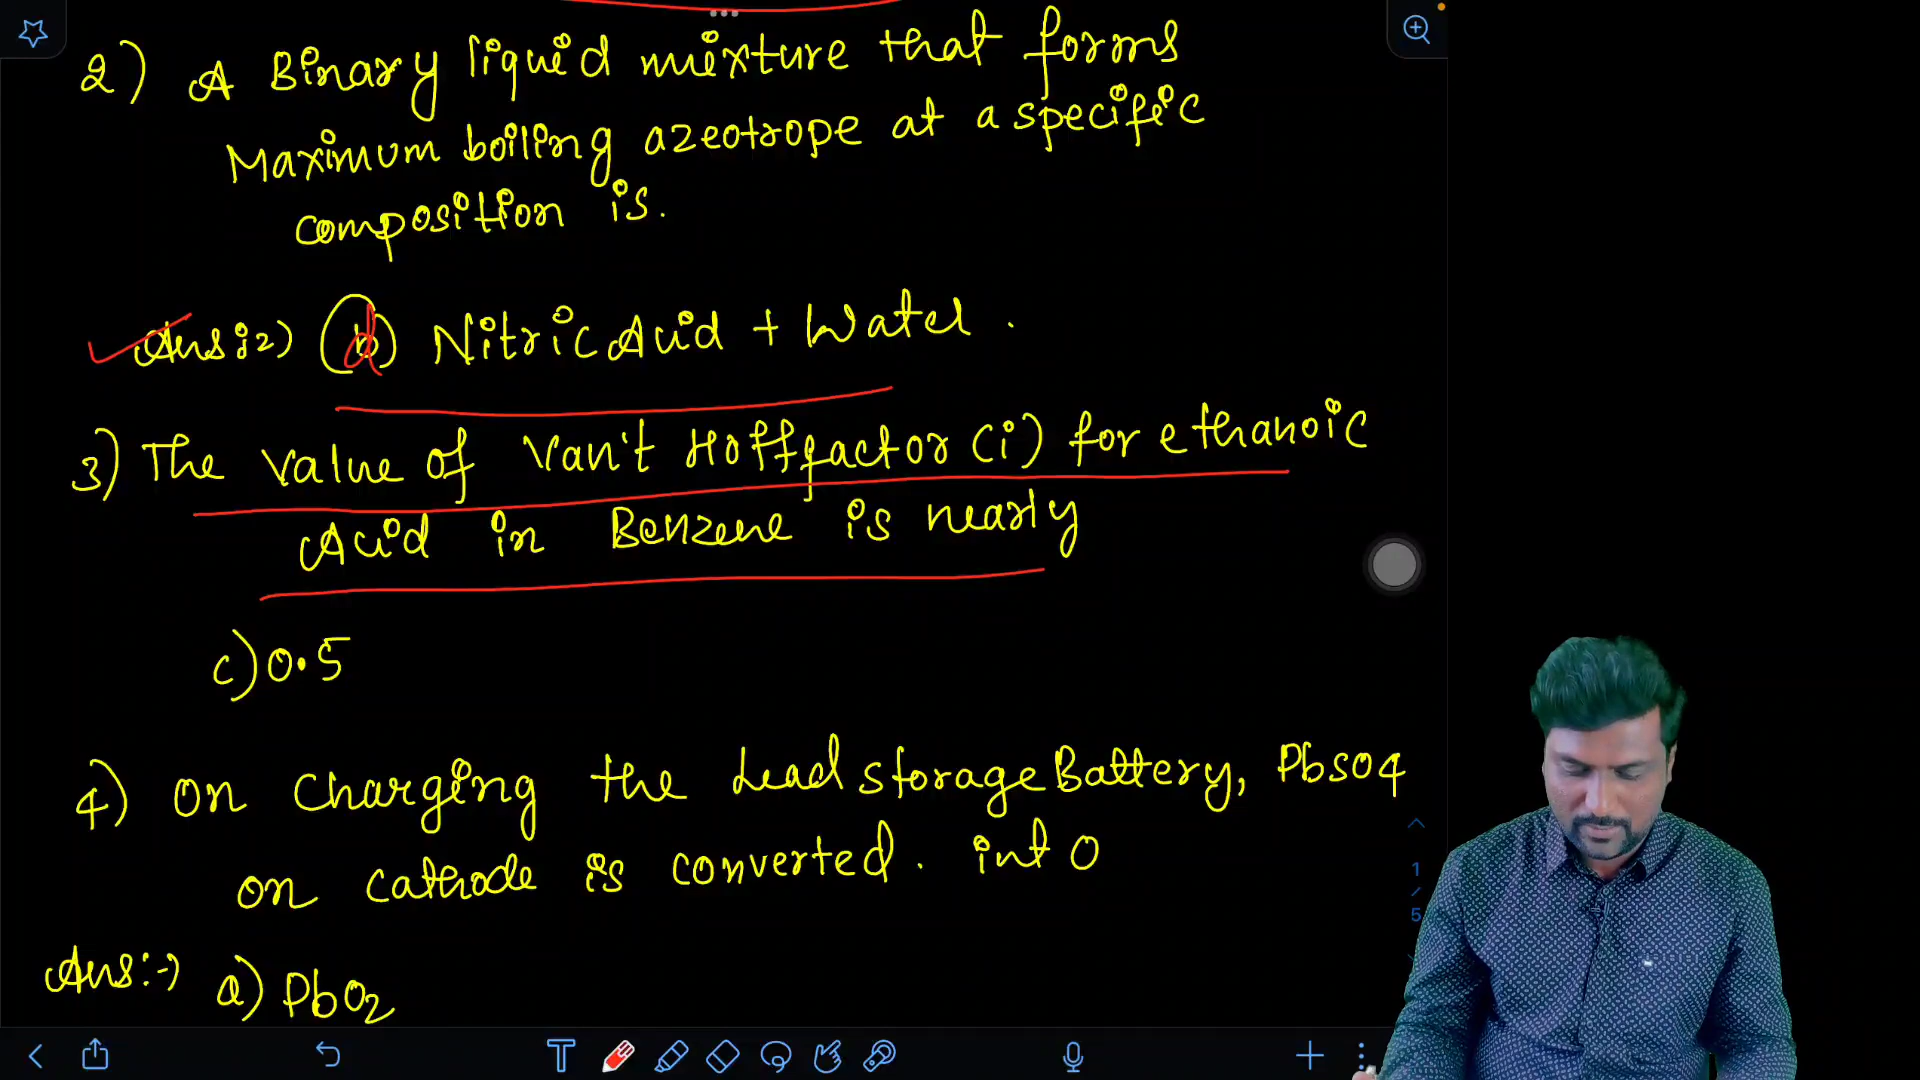 2) A Binary liquid mixture that forms
Maximum boiling azeotrope at a specific
composition is.
Ans:2) (d) Nitric Acid + Water.
3) The value of Van't Hoff factor (i) for ethanoic
Acid in Benzene is nearly
c) 0.5
4) on charging the Lead storage Battery, PbSO4
on cathode is converted. into
Ans:-) a) PbO2
1
/
5
T